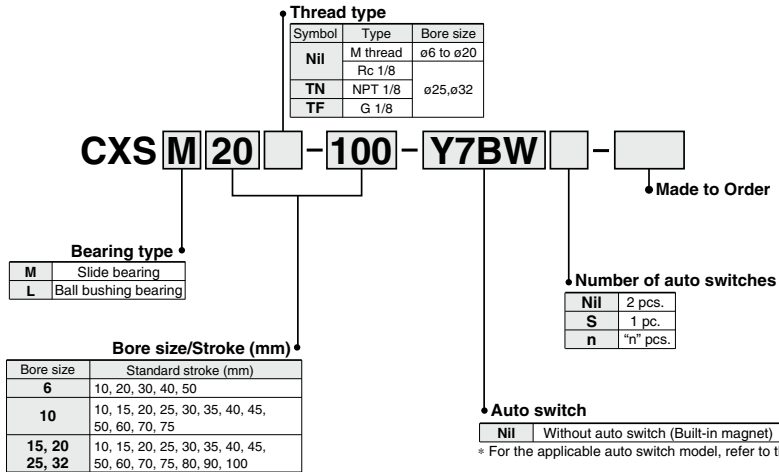 Thread type
Symbol Type Bore size
Nil M thread ø6 to ø20
Rc 1/8 ø25,ø32
TN NPT 1/8
TF G 1/8
CXS M 20 – 100 – Y7BW –
Made to Order
Bearing type
M Slide bearing
L Ball bushing bearing
Number of auto switches
Nil 2 pcs.
S 1 pc.
n “n” pcs.
Bore size/Stroke (mm)
Bore size Standard stroke (mm)
6 10, 20, 30, 40, 50
10 10, 15, 20, 25, 30, 35, 40, 45,
50, 60, 70, 75
15, 20 10, 15, 20, 25, 30, 35, 40, 45,
25, 32 50, 60, 70, 75, 80, 90, 100
Auto switch
Nil Without auto switch (Built-in magnet)
∗ For the applicable auto switch model, refer to